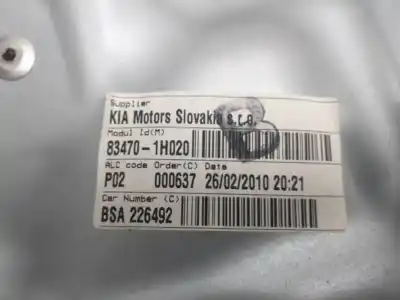 Supplier
KIA Motors Slovakia s.r.o.
Modul Id(M)
83470-1H020
ALC code Order(C) Date
P02 000637 26/02/2010 20:21
Car Number (C)
BSA 226492